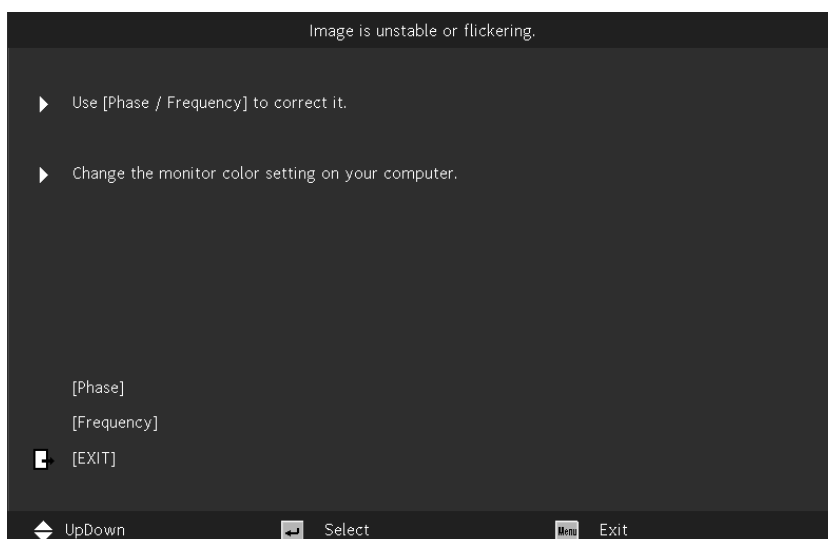 Image is unstable or flickering.
Use [Phase / Frequency] to correct it.
Change the monitor color setting on your computer.
[Phase]
[Frequency]
[EXIT]
UpDown Select Menu Exit